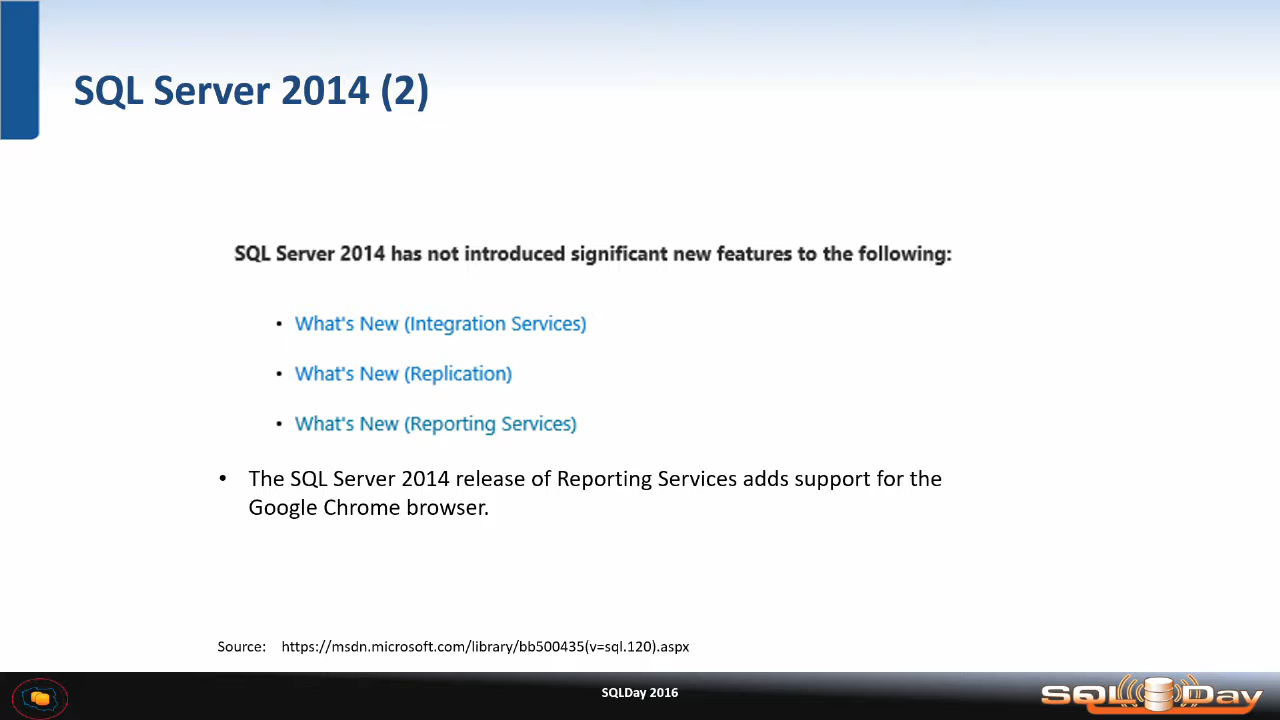 SQL Server 2014 (2)
SQL Server 2014 has not introduced significant new features to the following:
• What's New (Integration Services)
• What's New (Replication)
• What's New (Reporting Services)
• The SQL Server 2014 release of Reporting Services adds support for the
Google Chrome browser.
Source: https://msdn.microsoft.com/library/bb500435(v=sql.120).aspx
SQLDay 2016
SQL Day